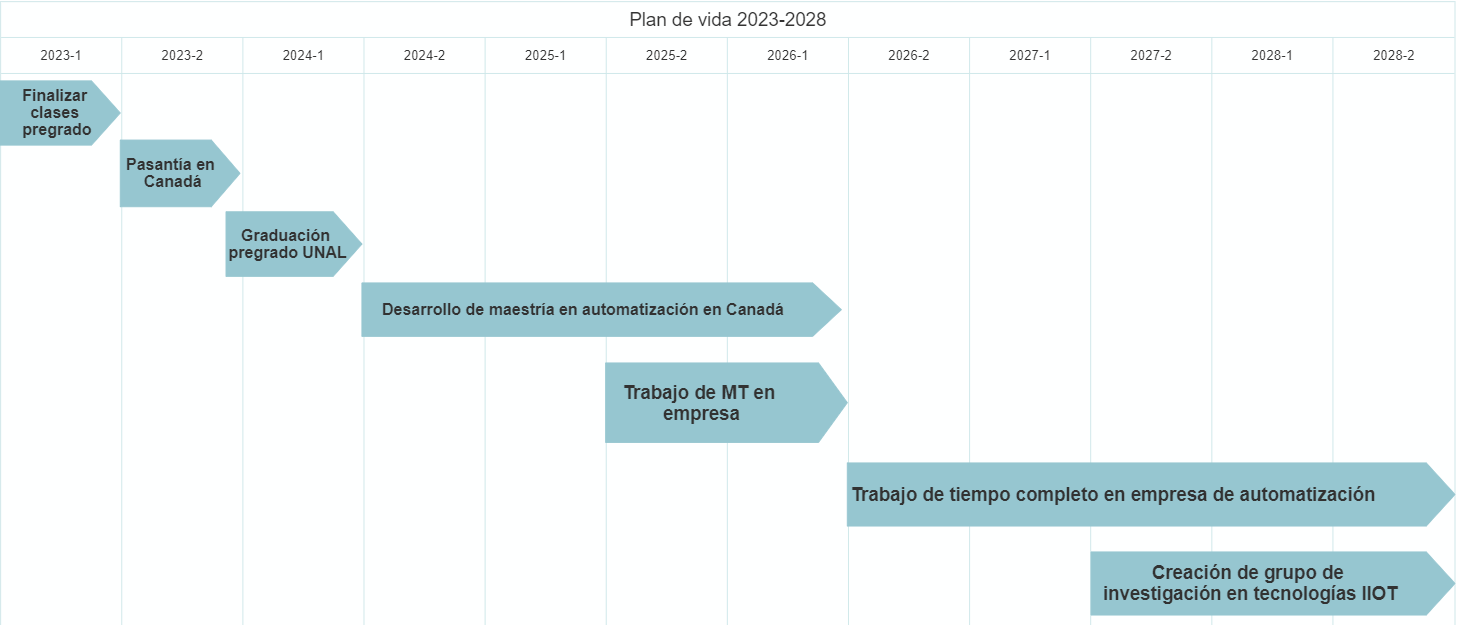 Plan de vida 2023-2028
2023-1
2023-2
2024-1
2024-2
2025-1
2025-2
2026-1
2026-2
2027-1
2027-2
2028-1
2028-2
Finalizar
clases
pregrado
Pasantía en
Canadá
Graduación
pregrado UNAL
Desarrollo de maestría en automatización en Canadá
Trabajo de MT en
empresa
Trabajo de tiempo completo en empresa de automatización
Creación de grupo de
investigación en tecnologías IIOT